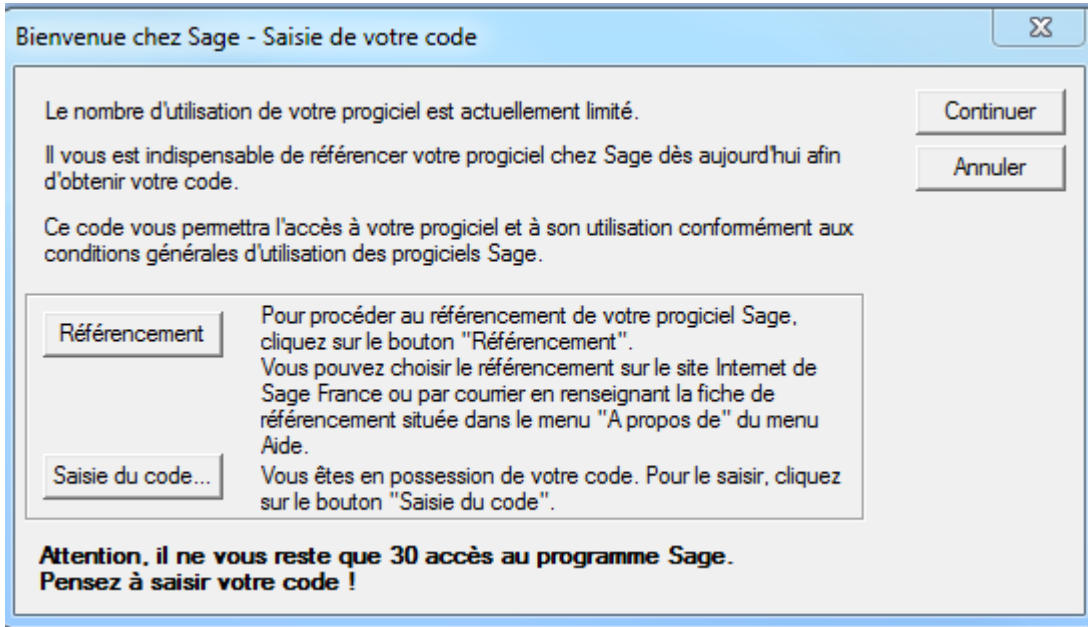 Bienvenue chez Sage - Saisie de votre code
Le nombre d'utilisation de votre progiciel est actuellement limité.
Continuer
Il vous est indispensable de référencer votre progiciel chez Sage dès aujourd'hui afin
d'obtenir votre code.
Annuler
Ce code vous permettra l'accès à votre progiciel et à son utilisation conformément aux
conditions générales d'utilisation des progiciels Sage.
Référencement
Pour procéder au référencement de votre progiciel Sage,
cliquez sur le bouton "Référencement".
Vous pouvez choisir le référencement sur le site Internet de
Sage France ou par courrier en renseignant la fiche de
référencement située dans le menu "A propos de" du menu
Aide.
Saisie du code...
Vous êtes en possession de votre code. Pour le saisir, cliquez
sur le bouton "Saisie du code".
Attention, il ne vous reste que 30 accès au programme Sage.
Pensez à saisir votre code !